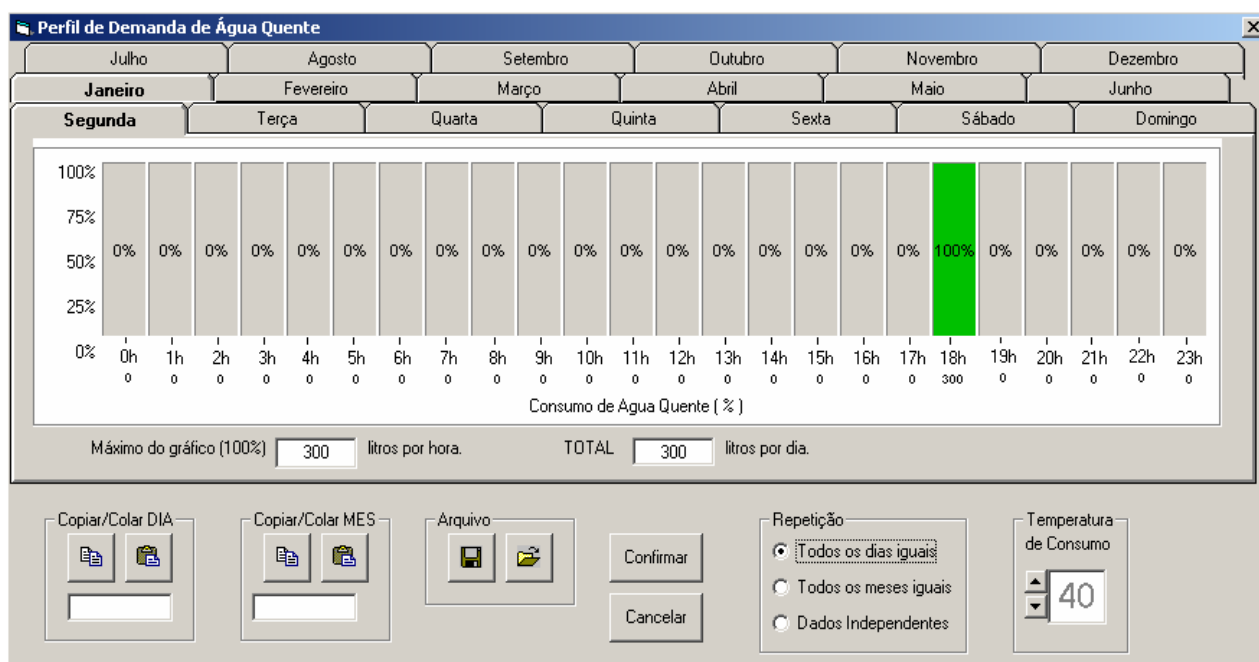 Perfil de Demanda de Água Quente
Julho Agosto Setembro Outubro Novembro Dezembro
Janeiro Fevereiro Março Abril Maio Junho
Segunda Terça Quarta Quinta Sexta Sábado Domingo
100%
75%
50%
25%
0%
0% 0% 0% 0% 0% 0% 0% 0% 0% 0% 0% 0% 0% 0% 0% 0% 0% 0% 100% 0% 0% 0% 0% 0%
0h 1h 2h 3h 4h 5h 6h 7h 8h 9h 10h 11h 12h 13h 14h 15h 16h 17h 18h 19h 20h 21h 22h 23h
0 0 0 0 0 0 0 0 0 0 0 0 0 0 0 0 0 0 300 0 0 0 0 0
Consumo de Agua Quente ( % )
Máximo do gráfico (100%) 300 litros por hora. TOTAL 300 litros por dia.
Copiar/Colar DIA
Copiar/Colar MES
Arquivo
Confirmar
Cancelar
Repetição
Todos os dias iguais
Todos os meses iguais
Dados Independentes
Temperatura
de Consumo
40